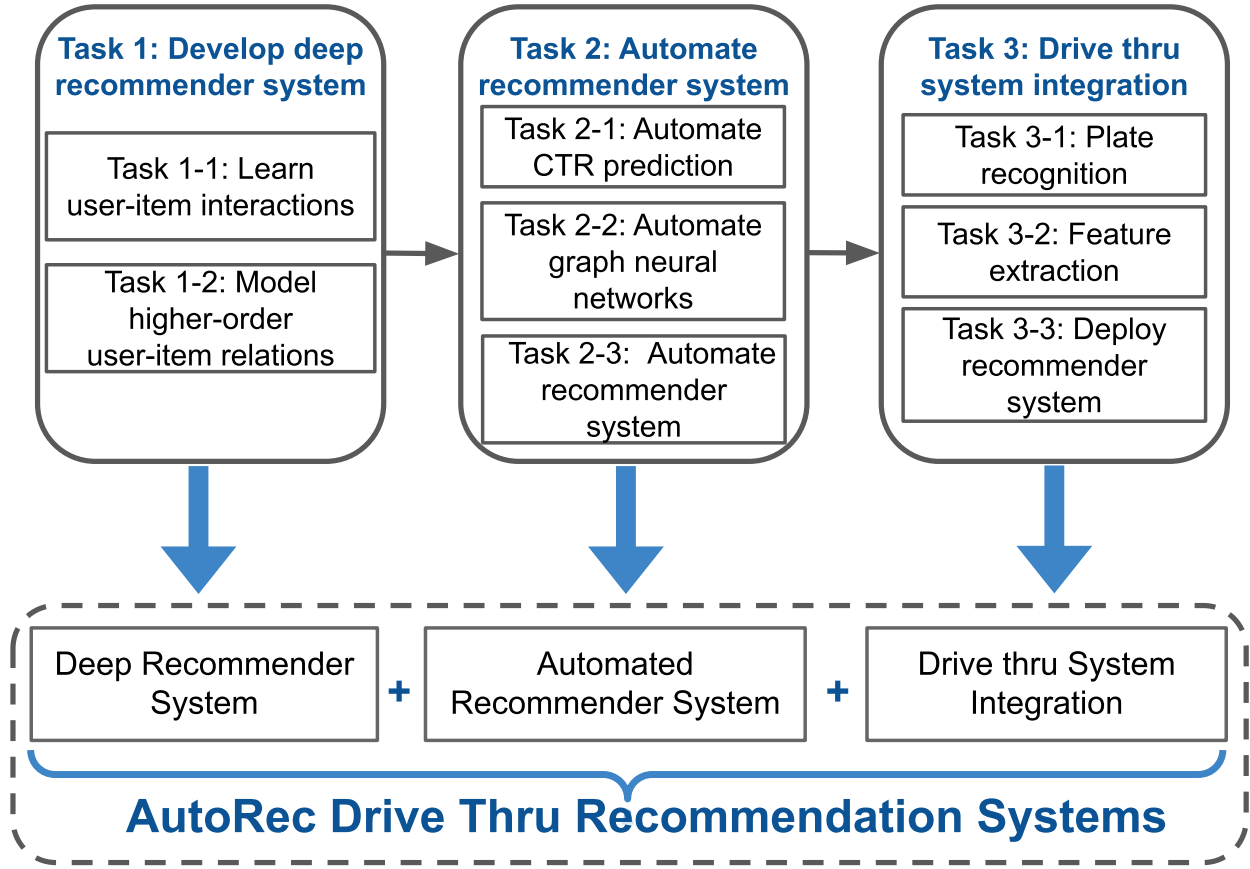 Task 1: Develop deep
recommender system
Task 1-1: Learn
user-item interactions
Task 1-2: Model
higher-order
user-item relations
Task 2: Automate
recommender system
Task 2-1: Automate
CTR prediction
Task 2-2: Automate
graph neural
networks
Task 2-3: Automate
recommender
system
Task 3: Drive thru
system integration
Task 3-1: Plate
recognition
Task 3-2: Feature
extraction
Task 3-3: Deploy
recommender
system
Deep Recommender
System
+
Automated
Recommender System
+
Drive thru System
Integration
AutoRec Drive Thru Recommendation Systems